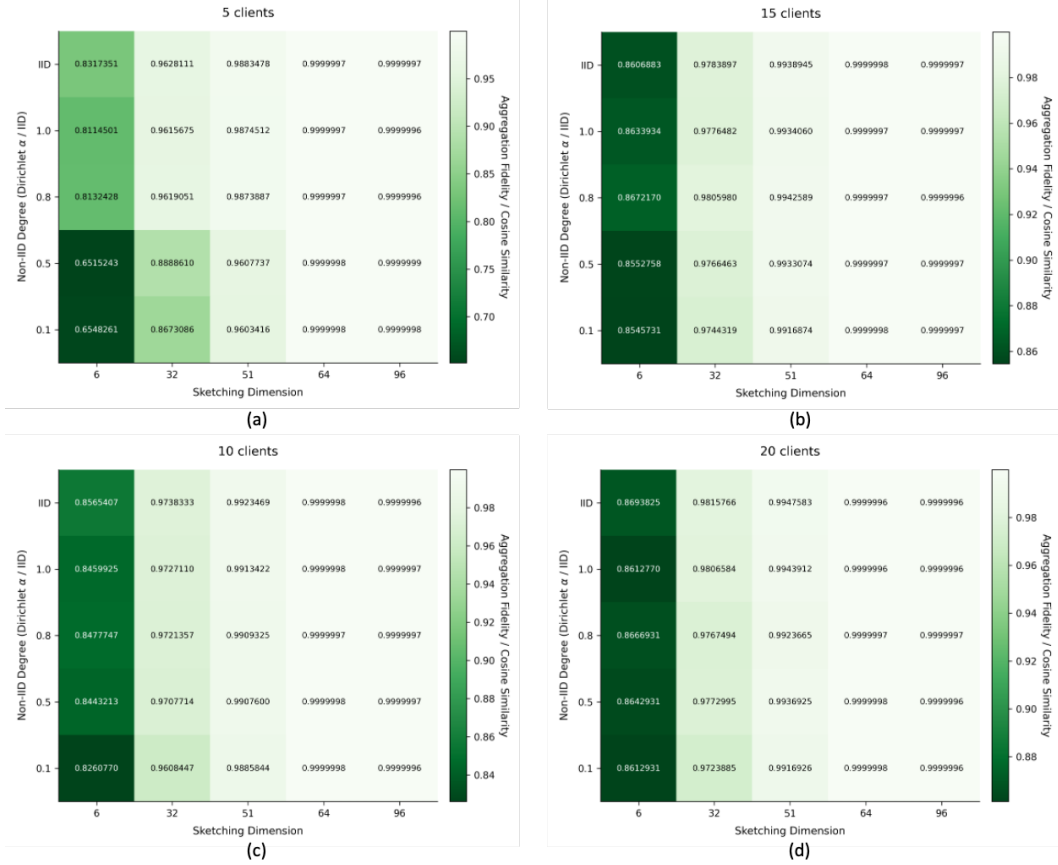 5 clients
IID 0.8317351 0.9628111 0.9883478 0.9999997 0.9999997
1.0 0.8114501 0.9615675 0.9874512 0.9999997 0.9999996
0.8 0.8132428 0.9619051 0.9873887 0.9999997 0.9999996
0.5 0.6515243 0.8888610 0.9607737 0.9999998 0.9999999
0.1 0.6548261 0.8673086 0.9603416 0.9999998 0.9999998
6 32 51 64 96
Sketching Dimension
Non-IID Degree (Dirichlet α / IID)
0.95
0.90
0.85
0.80
0.75
0.70
Aggregation Fidelity / Cosine Similarity
(a)
15 clients
IID 0.8606883 0.9783897 0.9938945 0.9999998 0.9999997
1.0 0.8633934 0.9776482 0.9934060 0.9999997 0.9999997
0.8 0.8672170 0.9805980 0.9942589 0.9999997 0.9999996
0.5 0.8552758 0.9766463 0.9933074 0.9999997 0.9999997
0.1 0.8545731 0.9744319 0.9916874 0.9999998 0.9999997
6 32 51 64 96
Sketching Dimension
Non-IID Degree (Dirichlet α / IID)
0.98
0.96
0.94
0.92
0.90
0.88
0.86
Aggregation Fidelity / Cosine Similarity
(b)
10 clients
IID 0.8565407 0.9738333 0.9923469 0.9999998 0.9999996
1.0 0.8459925 0.9727110 0.9913422 0.9999998 0.9999997
0.8 0.8477747 0.9721357 0.9909325 0.9999997 0.9999997
0.5 0.8443213 0.9707714 0.9907600 0.9999998 0.9999997
0.1 0.8260770 0.9608447 0.9885844 0.9999998 0.9999996
6 32 51 64 96
Sketching Dimension
Non-IID Degree (Dirichlet α / IID)
0.98
0.96
0.94
0.92
0.90
0.88
0.86
0.84
Aggregation Fidelity / Cosine Similarity
(c)
20 clients
IID 0.8693825 0.9815766 0.9947583 0.9999996 0.9999996
1.0 0.8612770 0.9806584 0.9943912 0.9999996 0.9999996
0.8 0.8666931 0.9767494 0.9923665 0.9999997 0.9999997
0.5 0.8642931 0.9772995 0.9936925 0.9999998 0.9999996
0.1 0.8612931 0.9723885 0.9916926 0.9999998 0.9999996
6 32 51 64 96
Sketching Dimension
Non-IID Degree (Dirichlet α / IID)
0.98
0.96
0.94
0.92
0.90
0.88
Aggregation Fidelity / Cosine Similarity
(d)